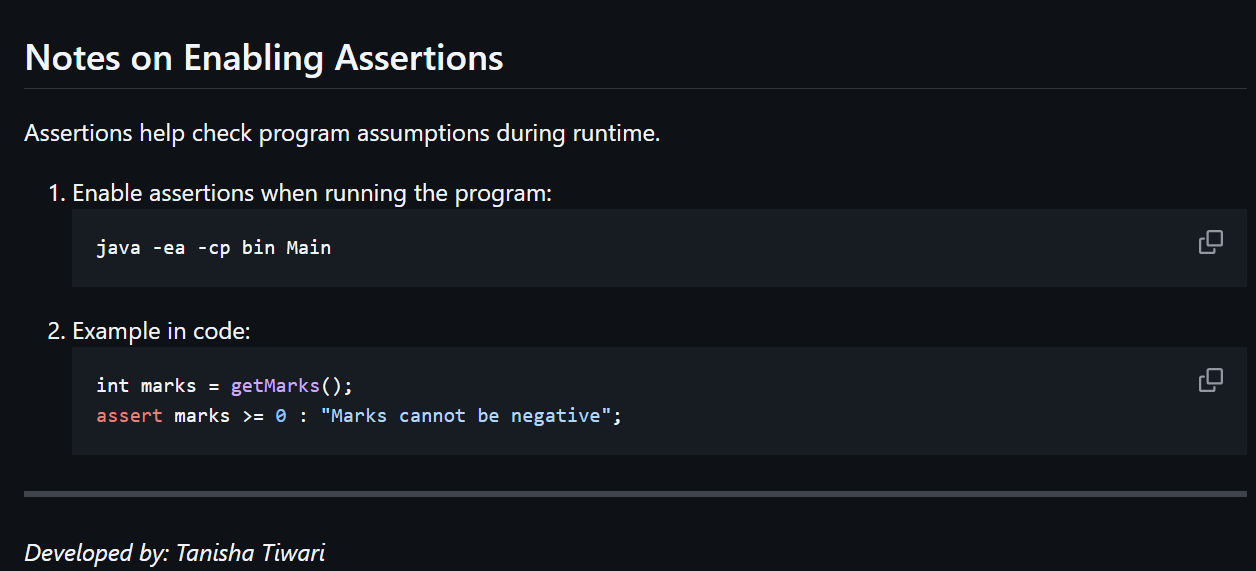 Notes on Enabling Assertions
Assertions help check program assumptions during runtime.
1. Enable assertions when running the program:
java -ea -cp bin Main
2. Example in code:
int marks = getMarks();
assert marks >= 0 : "Marks cannot be negative";
Developed by: Tanisha Tiwari